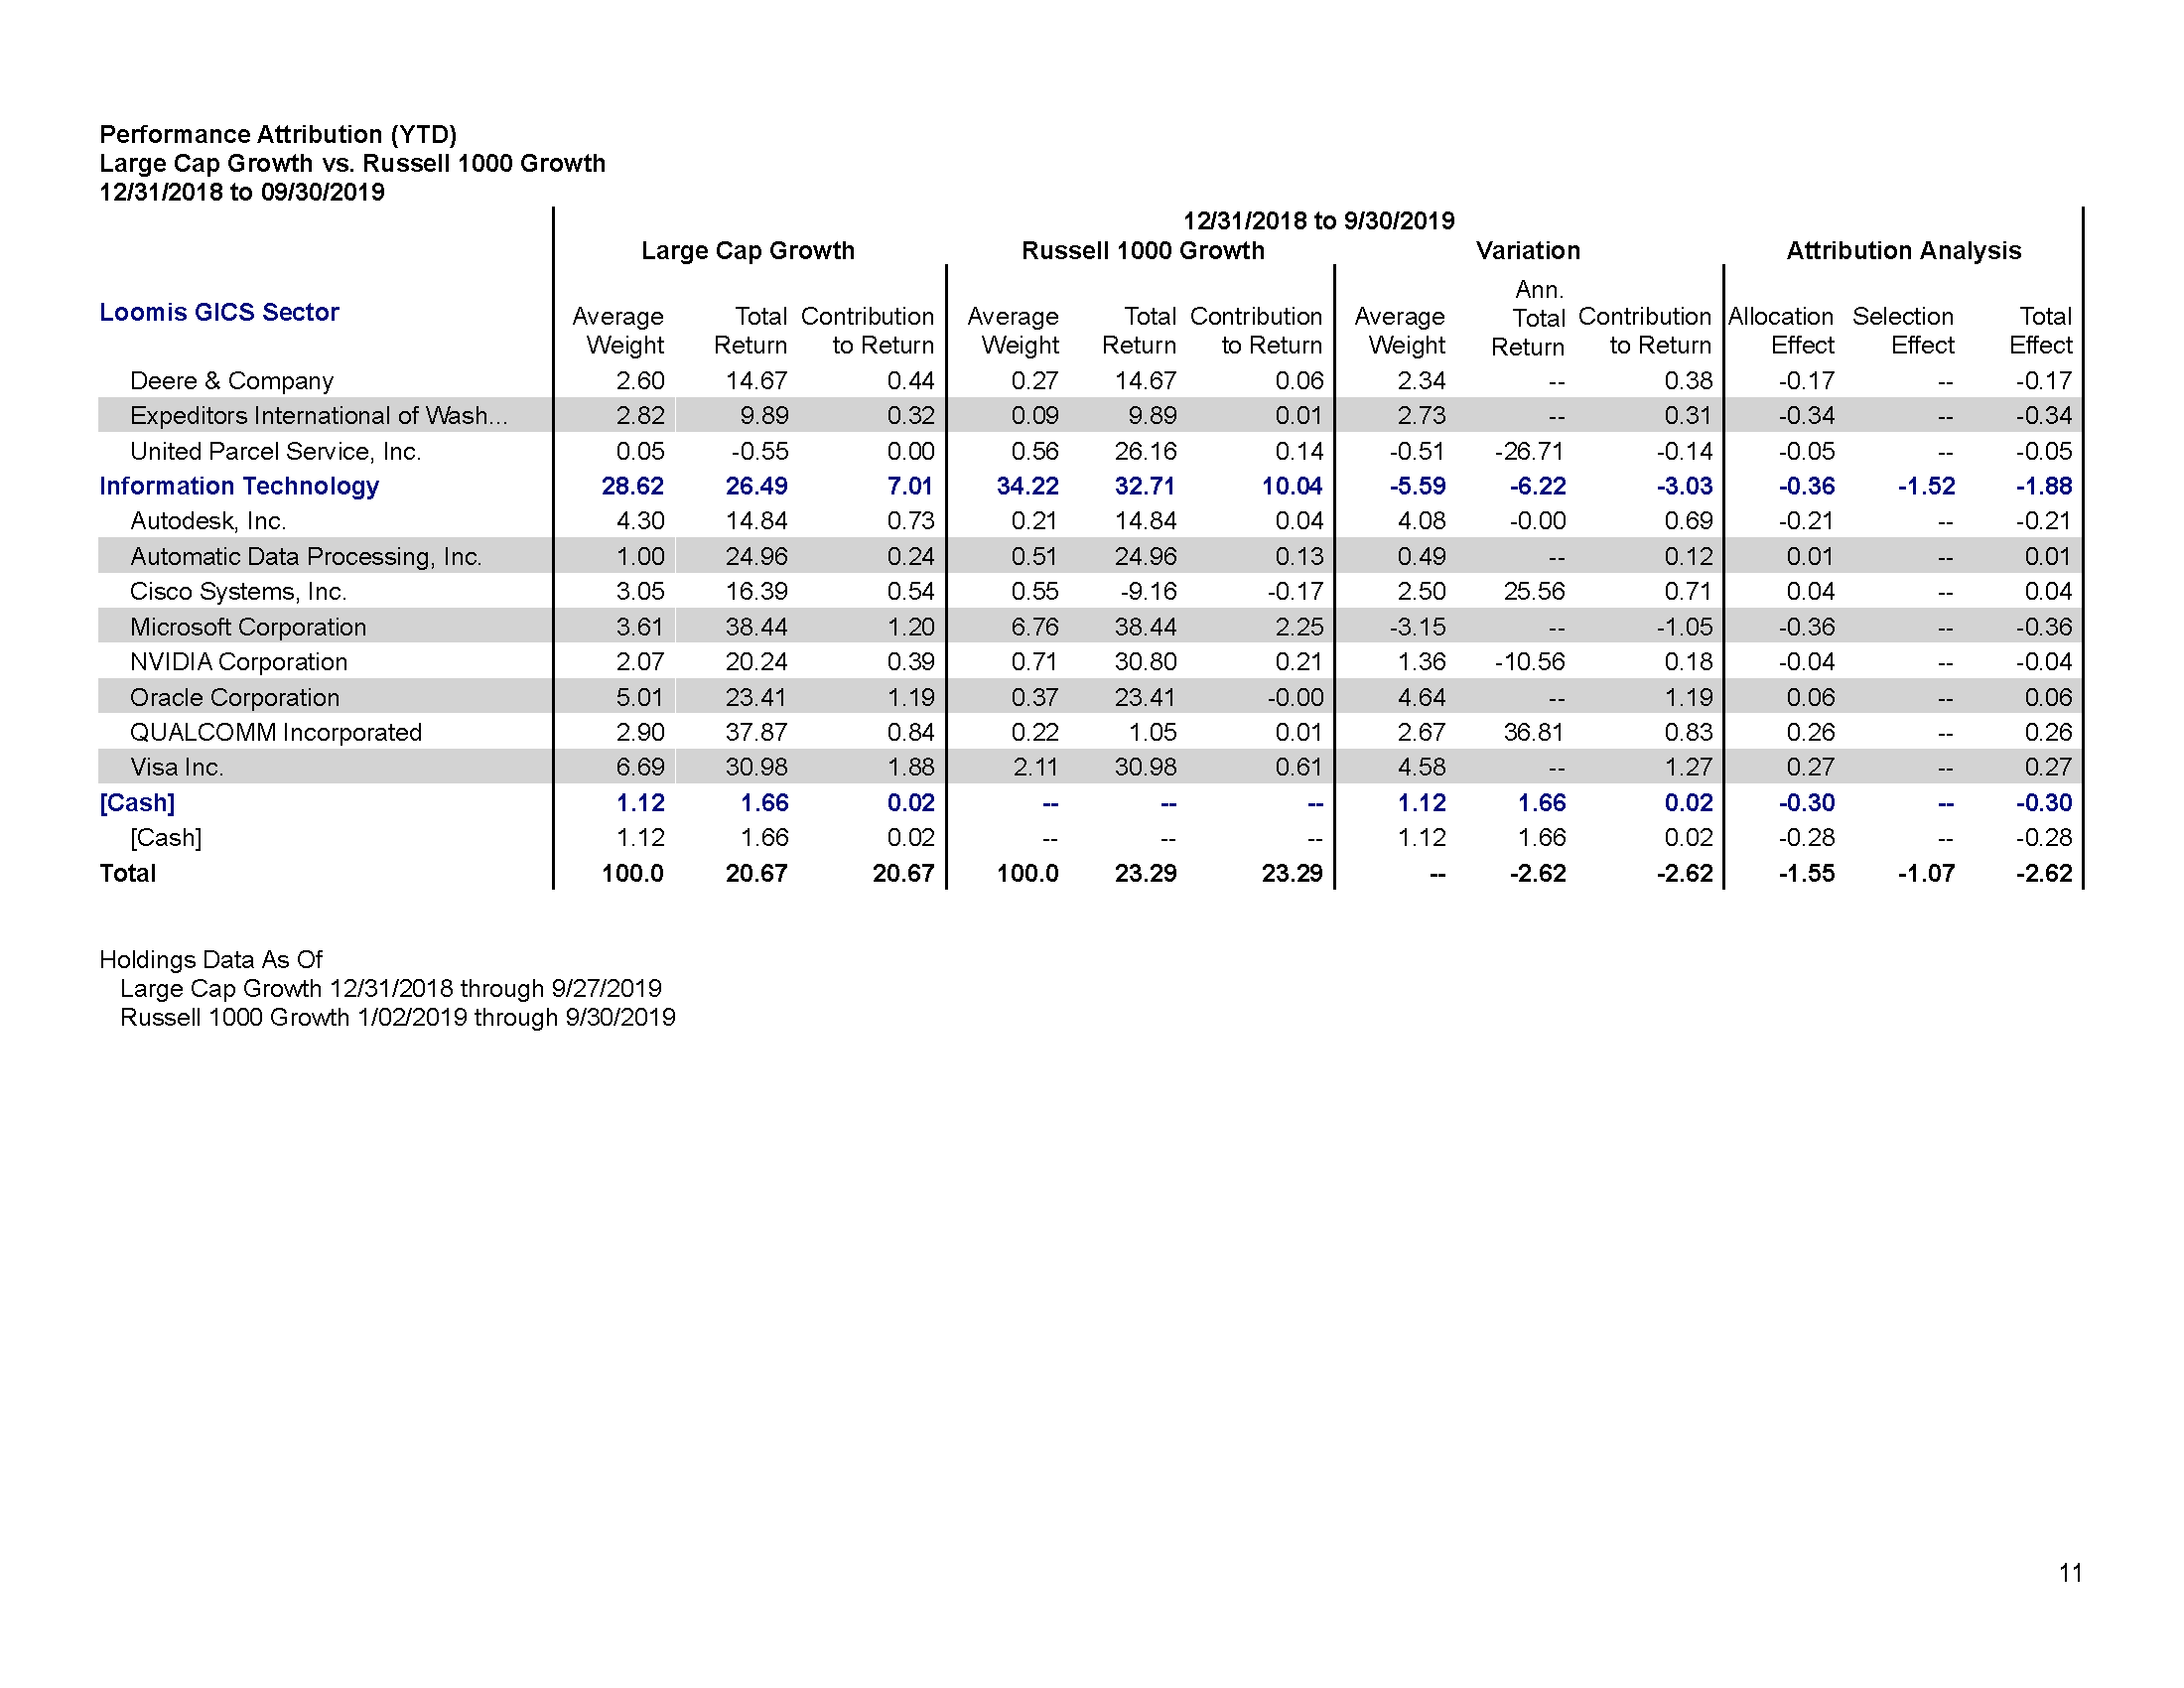 Performance Attribution (YTD)
Large Cap Growth vs. Russell 1000 Growth
12/31/2018 to 09/30/2019
12/31/2018 to 9/30/2019
Large Cap Growth Russell 1000 Growth Variation Attribution Analysis
Loomis GICS Sector Average Weight Total Return Contribution to Return Average Weight Total Return Contribution to Return Average Weight Ann. Total Return Contribution to Return Allocation Effect Selection Effect Total Effect
Deere & Company 2.60 14.67 0.44 0.27 14.67 0.06 2.34 -- 0.38 -0.17 -- -0.17
Expeditors International of Wash... 2.82 9.89 0.32 0.09 9.89 0.01 2.73 -- 0.31 -0.34 -- -0.34
United Parcel Service, Inc. 0.05 -0.55 0.00 0.56 26.16 0.14 -0.51 -26.71 -0.14 -0.05 -- -0.05
Information Technology 28.62 26.49 7.01 34.22 32.71 10.04 -5.59 -6.22 -3.03 -0.36 -1.52 -1.88
Autodesk, Inc. 4.30 14.84 0.73 0.21 14.84 0.04 4.08 -0.00 0.69 -0.21 -- -0.21
Automatic Data Processing, Inc. 1.00 24.96 0.24 0.51 24.96 0.13 0.49 -- 0.12 0.01 -- 0.01
Cisco Systems, Inc. 3.05 16.39 0.54 0.55 -9.16 -0.17 2.50 25.56 0.71 0.04 -- 0.04
Microsoft Corporation 3.61 38.44 1.20 6.76 38.44 2.25 -3.15 -- -1.05 -0.36 -- -0.36
NVIDIA Corporation 2.07 20.24 0.39 0.71 30.80 0.21 1.36 -10.56 0.18 -0.04 -- -0.04
Oracle Corporation 5.01 23.41 1.19 0.37 23.41 -0.00 4.64 -- 1.19 0.06 -- 0.06
QUALCOMM Incorporated 2.90 37.87 0.84 0.22 1.05 0.01 2.67 36.81 0.83 0.26 -- 0.26
Visa Inc. 6.69 30.98 1.88 2.11 30.98 0.61 4.58 -- 1.27 0.27 -- 0.27
[Cash] 1.12 1.66 0.02 -- -- -- 1.12 1.66 0.02 -0.30 -- -0.30
[Cash] 1.12 1.66 0.02 -- -- -- 1.12 1.66 0.02 -0.28 -- -0.28
Total 100.0 20.67 20.67 100.0 23.29 23.29 -- -2.62 -2.62 -1.55 -1.07 -2.62
Holdings Data As Of
Large Cap Growth 12/31/2018 through 9/27/2019
Russell 1000 Growth 1/02/2019 through 9/30/2019
11